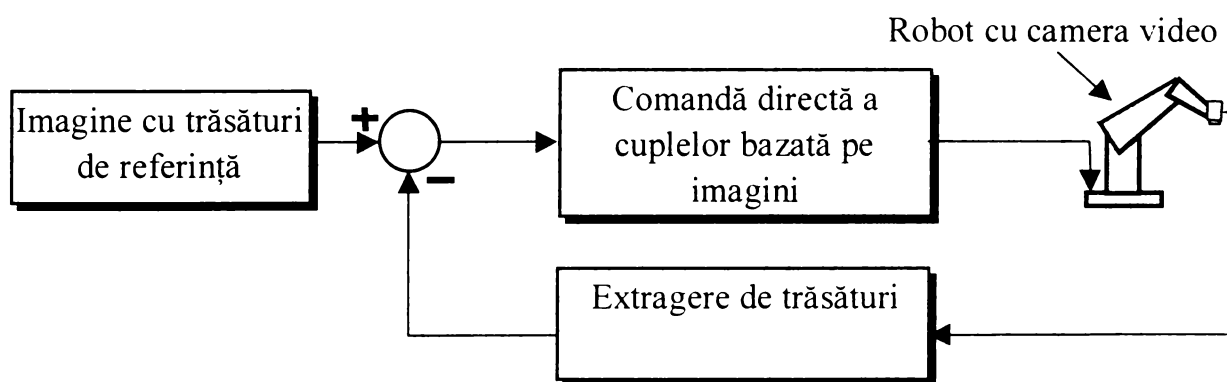 Robot cu camera video
Imagine cu trăsături
de referință
+
−
Comandă directă a
cuplelor bazată pe
imagini
Extragere de trăsături